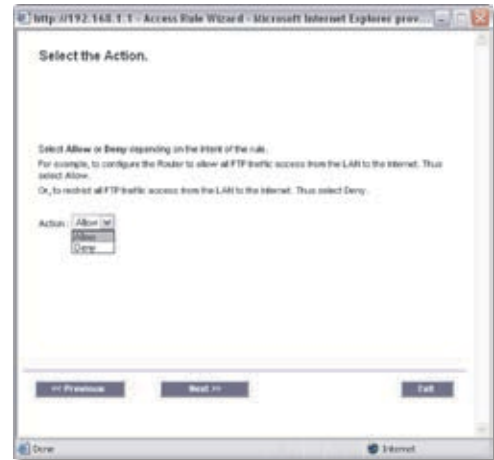 http://192.168.1.1 - Access Rule Wizard - Microsoft Internet Explorer prov...
Select the Action.
Select Allow or Deny depending on the intent of the rule.
For example, to configure the Router to allow all FTP traffic access from the LAN to the Internet. Thus
select Allow.
Or, to restrict all FTP traffic access from the LAN to the Internet. Thus select Deny.
Action : Allow
Allow
Deny
<< Previous Next >> Exit
Done Internet